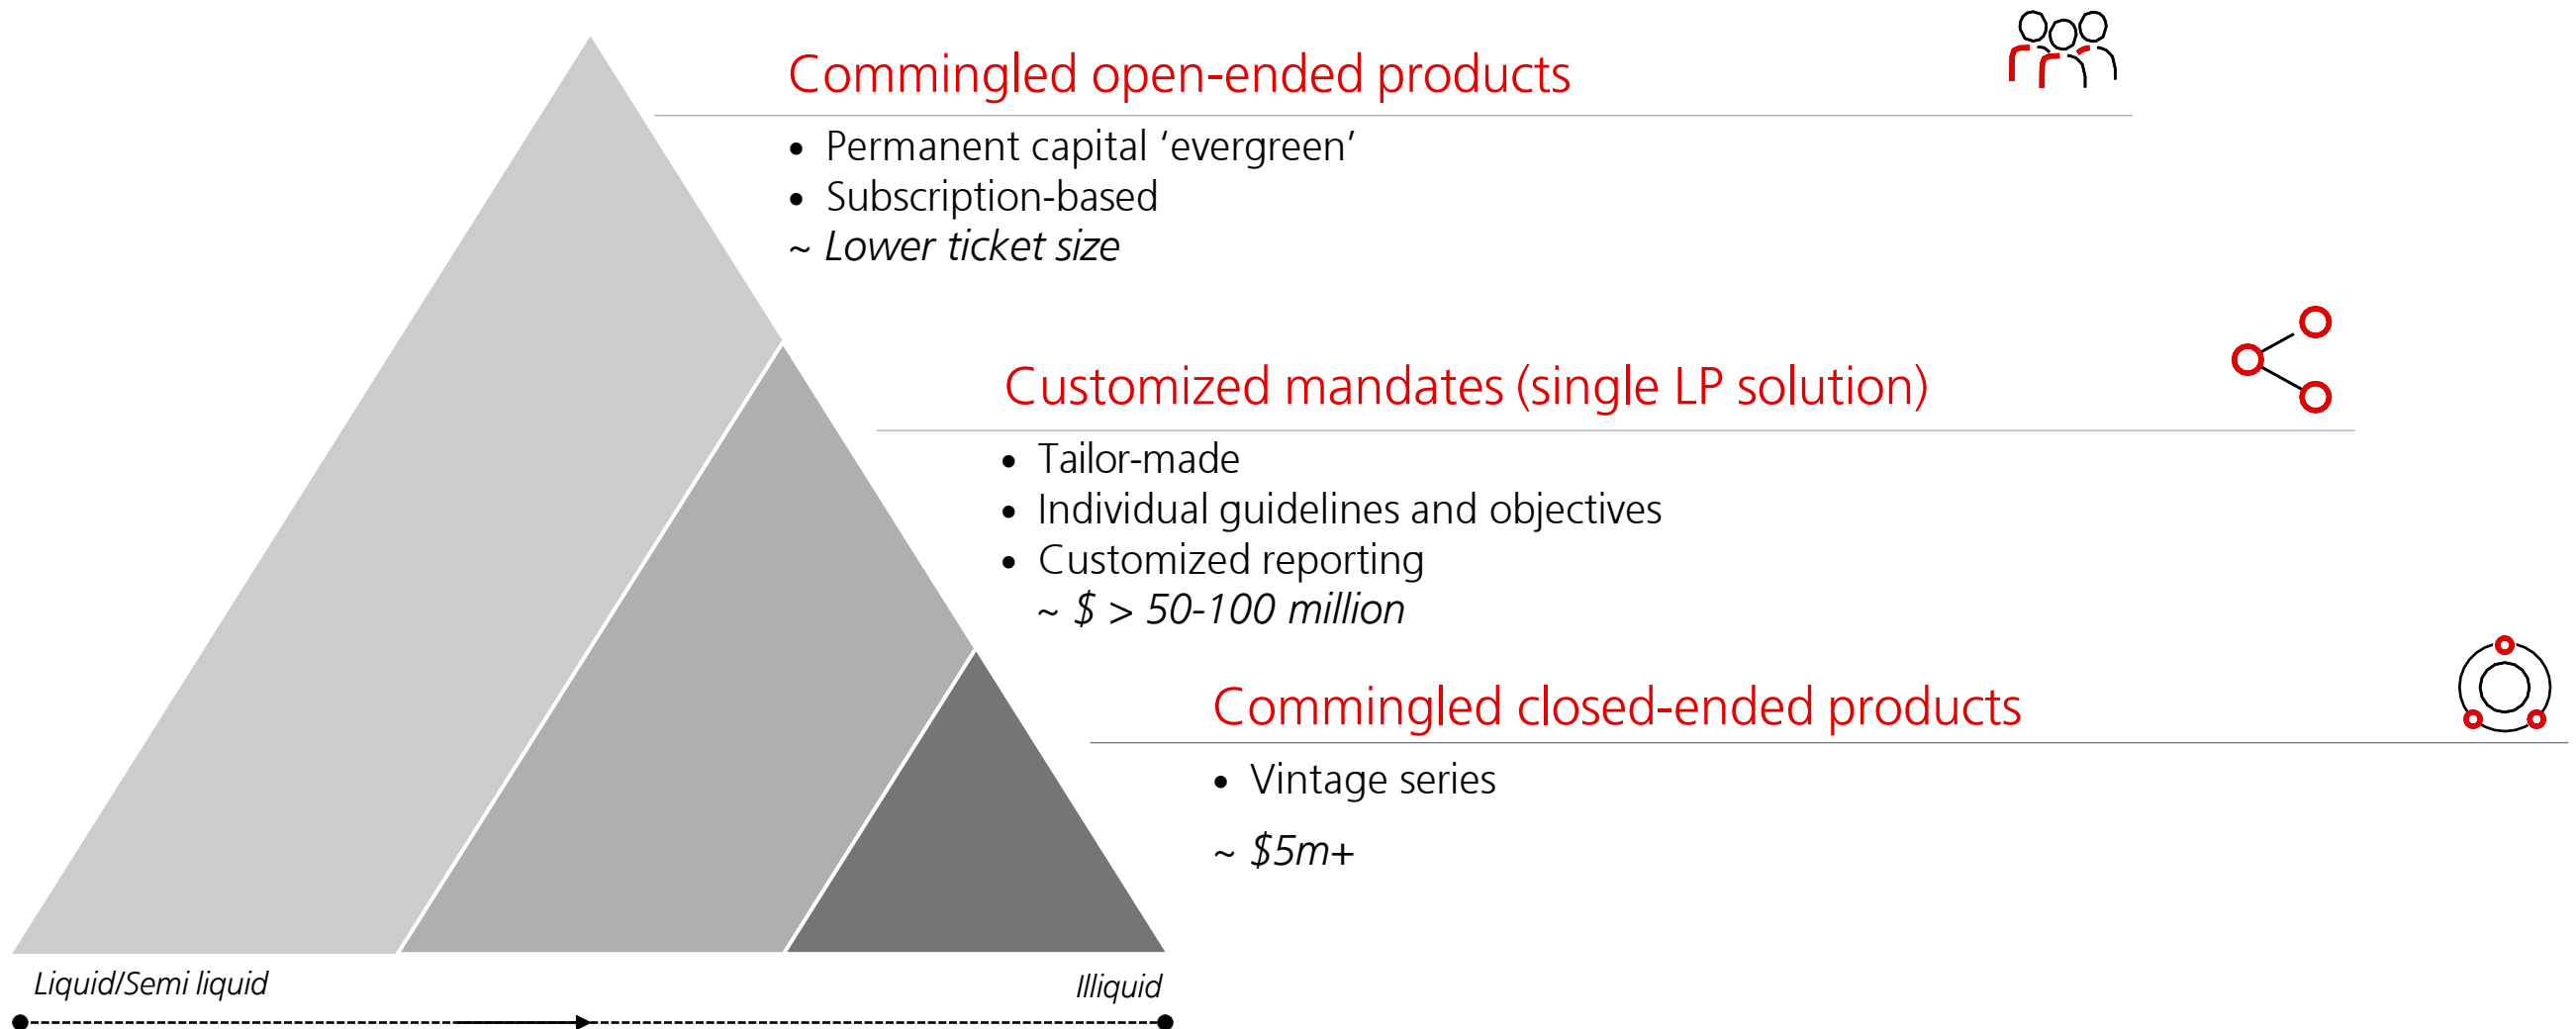 Commingled open-ended products
• Permanent capital ‘evergreen’
• Subscription-based
~ Lower ticket size
Customized mandates (single LP solution)
• Tailor-made
• Individual guidelines and objectives
• Customized reporting
~ $ > 50-100 million
Commingled closed-ended products
• Vintage series
~ $5m+
Liquid/Semi liquid
Illiquid